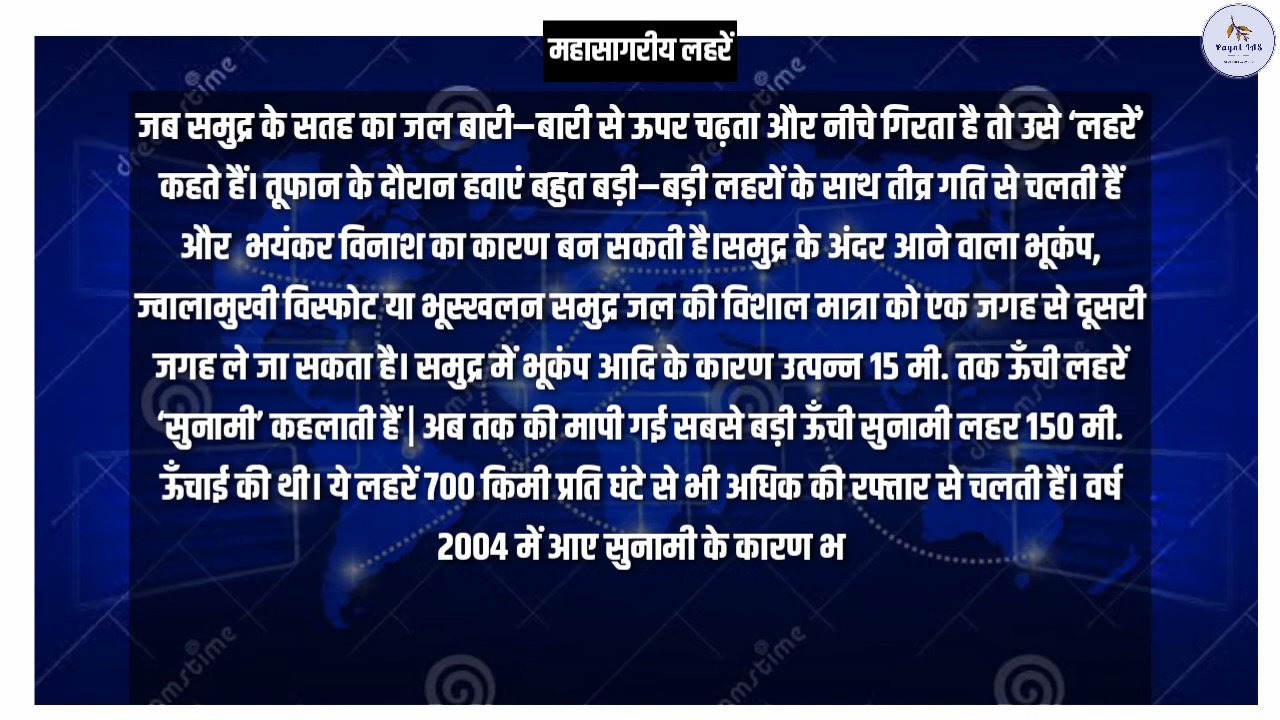 महासागरीय लहरें
Payal IAS
जब समुद्र के सतह का जल बारी–बारी से ऊपर चढ़ता और नीचे गिरता है तो उसे ‘लहरें’
कहते हैं। तूफान के दौरान हवाएं बहुत बड़ी–बड़ी लहरों के साथ तीव्र गति से चलती हैं
और भयंकर विनाश का कारण बन सकती है।समुद्र के अंदर आने वाला भूकंप,
ज्वालामुखी विस्फोट या भूस्खलन समुद्र जल की विशाल मात्रा को एक जगह से दूसरी
जगह ले जा सकता है। समुद्र में भूकंप आदि के कारण उत्पन्न 15 मी. तक ऊँची लहरें
‘सुनामी’ कहलाती हैं| अब तक की मापी गई सबसे बड़ी ऊँची सुनामी लहर 150 मी.
ऊँचाई की थी। ये लहरें 700 किमी प्रति घंटे से भी अधिक की रफ्तार से चलती हैं। वर्ष
2004 में आए सुनामी के कारण भ